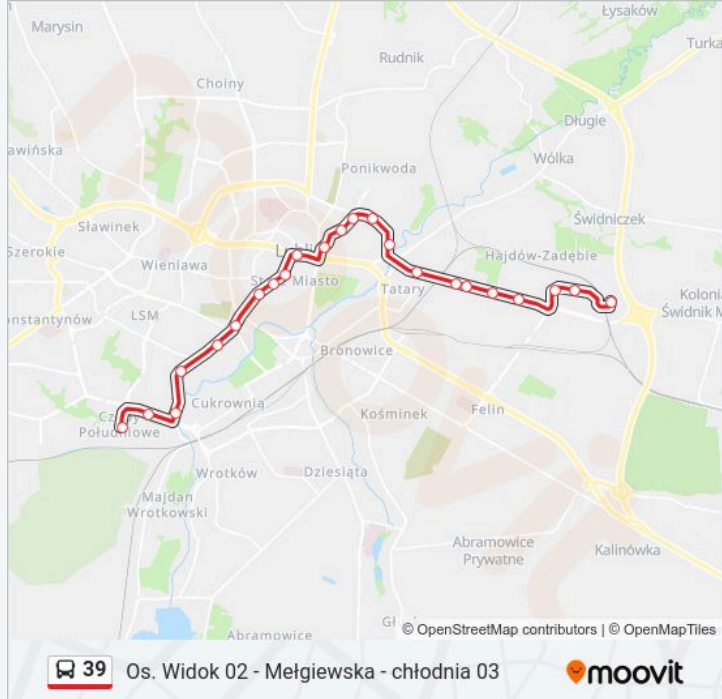 Łysaków
Marysin
Turka
Rudnik
Choiny
Długie
Ponikwoda
Wólka
Sławinek
Świdniczek
Szerokie
Hajdów-Zadębie
Wieniawa
Stare Miasto
Tatary
Kolonia
Świdnik M
LSM
Konstantynów
Bronowice
Cukrownia
Kośminek
Felin
Czuby
Południowe
Wrotków
Dziesiąta
Majdan
Wrotkowski
Abramowice
Prywatne
Kalinówka
Abramowice
© OpenStreetMap contributors | © OpenMapTiles
39 Os. Widok 02 - Mełgiewska - chłodnia 03
moovit